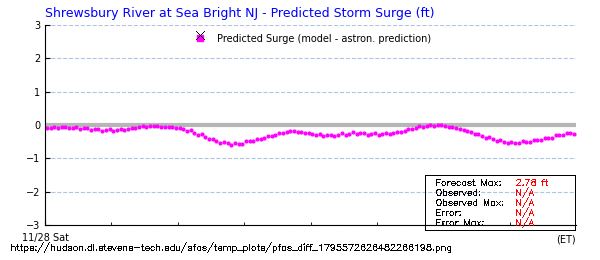 Shrewsbury River at Sea Bright NJ - Predicted Storm Surge (ft)
3
Predicted Surge (model - astron. prediction)
2
1
0
−1
−2
−3
Forecast Max: 2.78 ft
Observed: N/A
Observed Max: N/A
Error: N/A
Error Max: N/A
11/28 Sat
(ET)
https://hudson.dl.stevens-tech.edu/sfas/temp_plots/pfas_diff_1795572626482266198.png